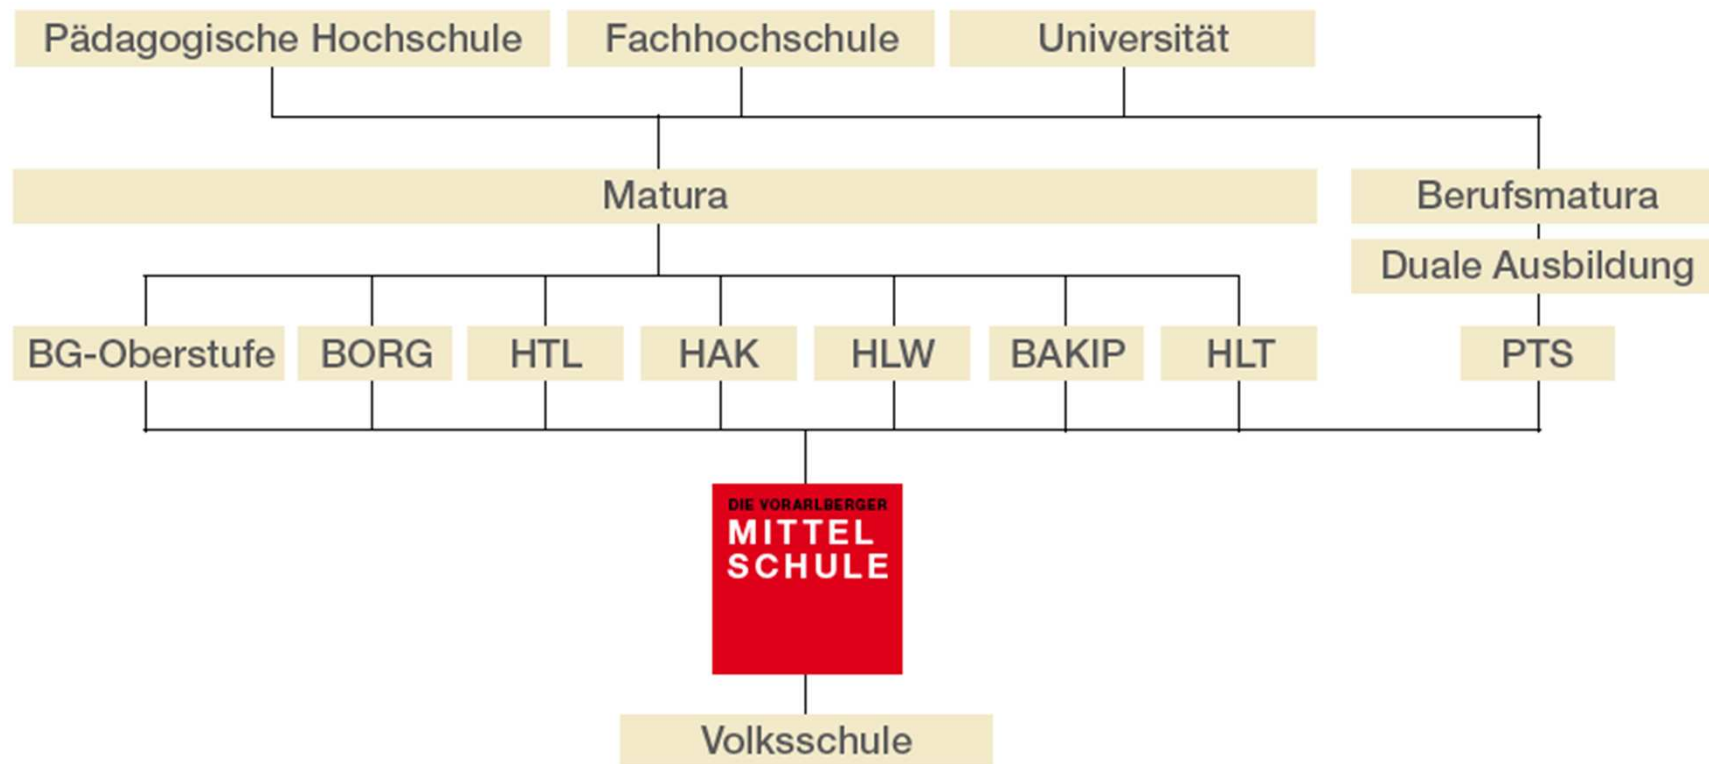 Pädagogische Hochschule Fachhochschule Universität
Matura Berufsmatura
Duale Ausbildung
BG-Oberstufe BORG HTL HAK HLW BAKIP HLT PTS
DIE VORARLBERGER
MITTEL
SCHULE
Volksschule